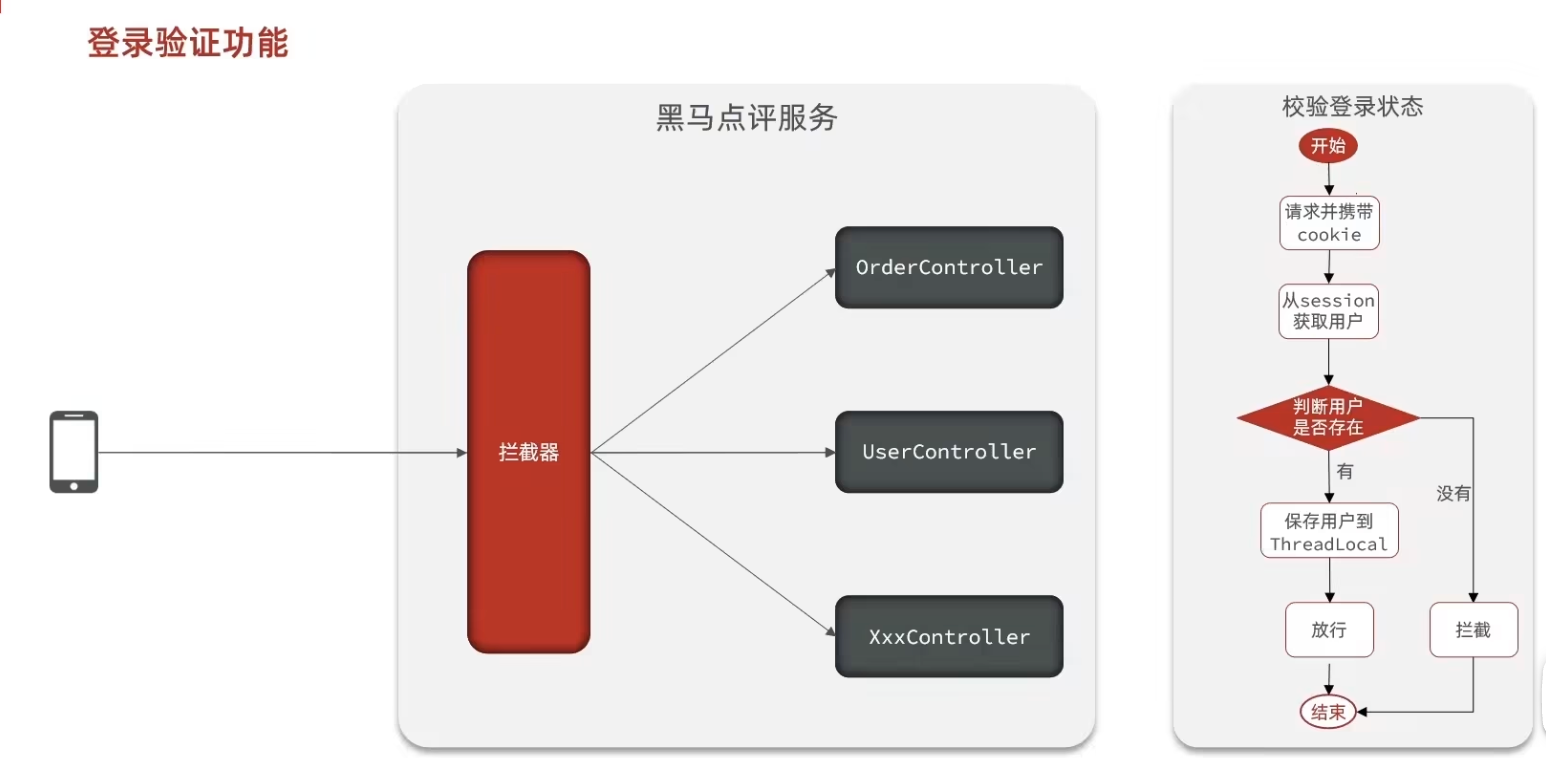 登录验证功能
黑马点评服务
拦截器
OrderController
UserController
XxxController
校验登录状态
开始
请求并携带
cookie
从session
获取用户
判断用户
是否存在
有
没有
保存用户到
ThreadLocal
放行
拦截
结束